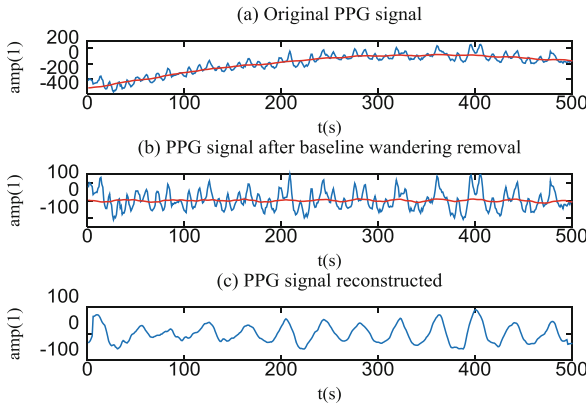 (a) Original PPG signal
200
0
-200
-400
amp(1)
0 100 200 300 400 500
t(s)
(b) PPG signal after baseline wandering removal
100
0
-100
amp(1)
0 100 200 300 400 500
t(s)
(c) PPG signal reconstructed
100
0
-100
amp(1)
0 100 200 300 400 500
t(s)